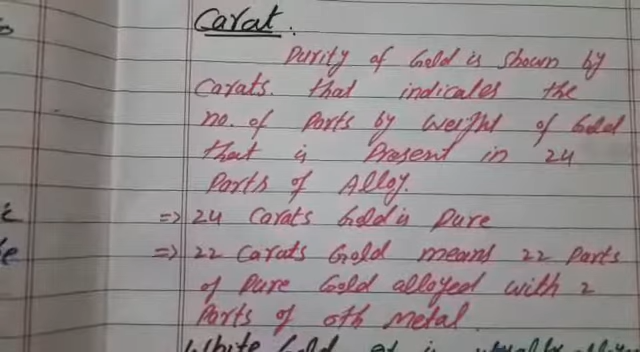 Carat.
Purity of Gold is shown by
Carats. that indicates the
no. of Parts by weight of Gold
that is Present in 24
Parts of Alloy.
=> 24 Carats Gold is Pure
=> 22 Carats Gold means 22 Parts
of Pure Gold alloyed with 2
Parts of oth Metal.
White Gold